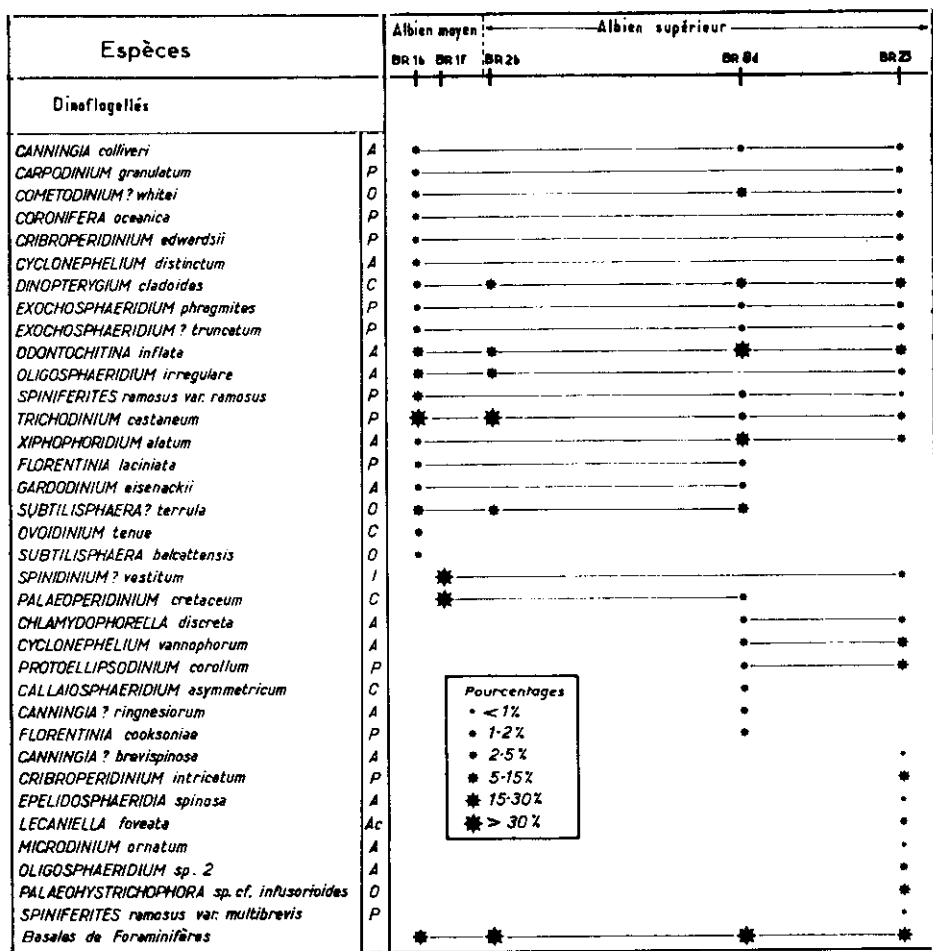 Espèces
Albien moyen
Albien supérieur
BR 1b BR 1f BR 2b BR 8d BR 23
Dinoflagellés
CANNINGIA colliveri A
CARPODINIUM granulatum P
COMETODINIUM ? whitei O
CORONIFERA oceanica P
CRIBROPERIDINIUM edwardsii P
CYCLONEPHELIUM distinctum A
DINOPTERYGIUM cladoides C
EXOCHOSPHAERIDIUM phragmites P
EXOCHOSPHAERIDIUM ? truncatum P
ODONTOCHITINA inflata A
OLIGOSPHAERIDIUM irregulare A
SPINIFERITES ramosus var. ramosus P
TRICHODINIUM castaneum P
XIPHOPHORIDIUM alatum A
FLORENTINIA laciniata P
GARDODINIUM eisenackii A
SUBTILISPHAERA ? terrula O
OVOIDINIUM tenue C
SUBTILISPHAERA balcattensis O
SPINIDINIUM ? vestitum I
PALAEOPERIDINIUM cretaceum C
CHLAMYDOPHORELLA discreta A
CYCLONEPHELIUM vannophorum A
PROTOELLIPSODINIUM corollum P
CALLAIOSPHAERIDIUM asymmetricum C
CANNINGIA ? ringnesiorum A
FLORENTINIA cooksoniae P
CANNINGIA ? brevispinosa A
CRIBROPERIDINIUM intricatum P
EPELIDOSPHAERIDIA spinosa A
LECANIELLA foveata Ac
MICRODINIUM ornatum A
OLIGOSPHAERIDIUM sp. 2 A
PALAEOHYSTRICHOPHORA sp. cf. infusorioides O
SPINIFERITES ramosus var. multibrevis P
Basales de Foraminifères
Pourcentages
< 1%
1-2%
2-5%
5-15%
15-30%
> 30%